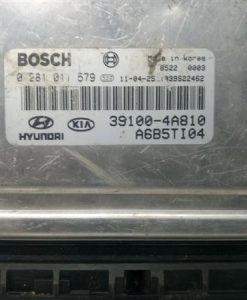 BOSCH Made in Korea
8522 0003
0 281 011 579 11-04-25
HYUNDAI KIA 39100-4A810
A6B5TI04